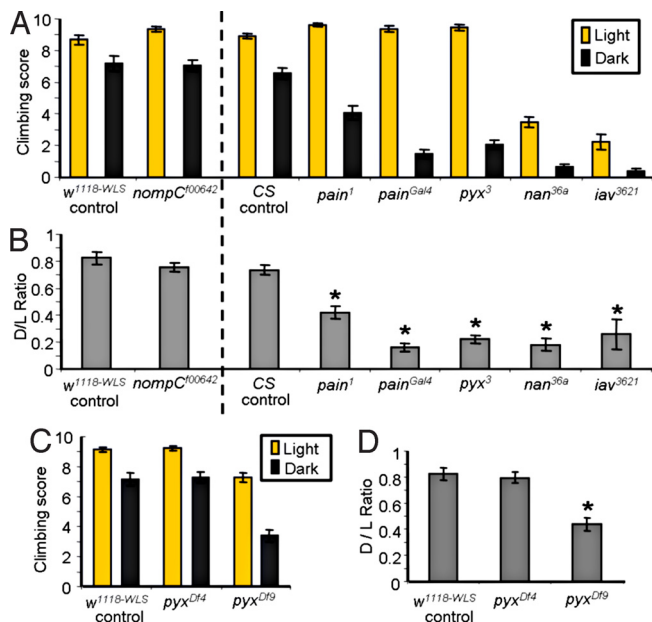 A
Climbing score
10
8
6
4
2
0
Light
Dark
w1118-WLS control
nompCf00642
CS control
pain1
painGal4
pyx3
nan36a
iav3621
B
D/L Ratio
1
0.8
0.6
0.4
0.2
0
* * * * *
w1118-WLS control
nompCf00642
CS control
pain1
painGal4
pyx3
nan36a
iav3621
C
Climbing score
10
8
6
4
2
0
Light
Dark
w1118-WLS control
pyxDf4
pyxDf9
D
D / L Ratio
1
0.8
0.6
0.4
0.2
0
*
w1118-WLS control
pyxDf4
pyxDf9